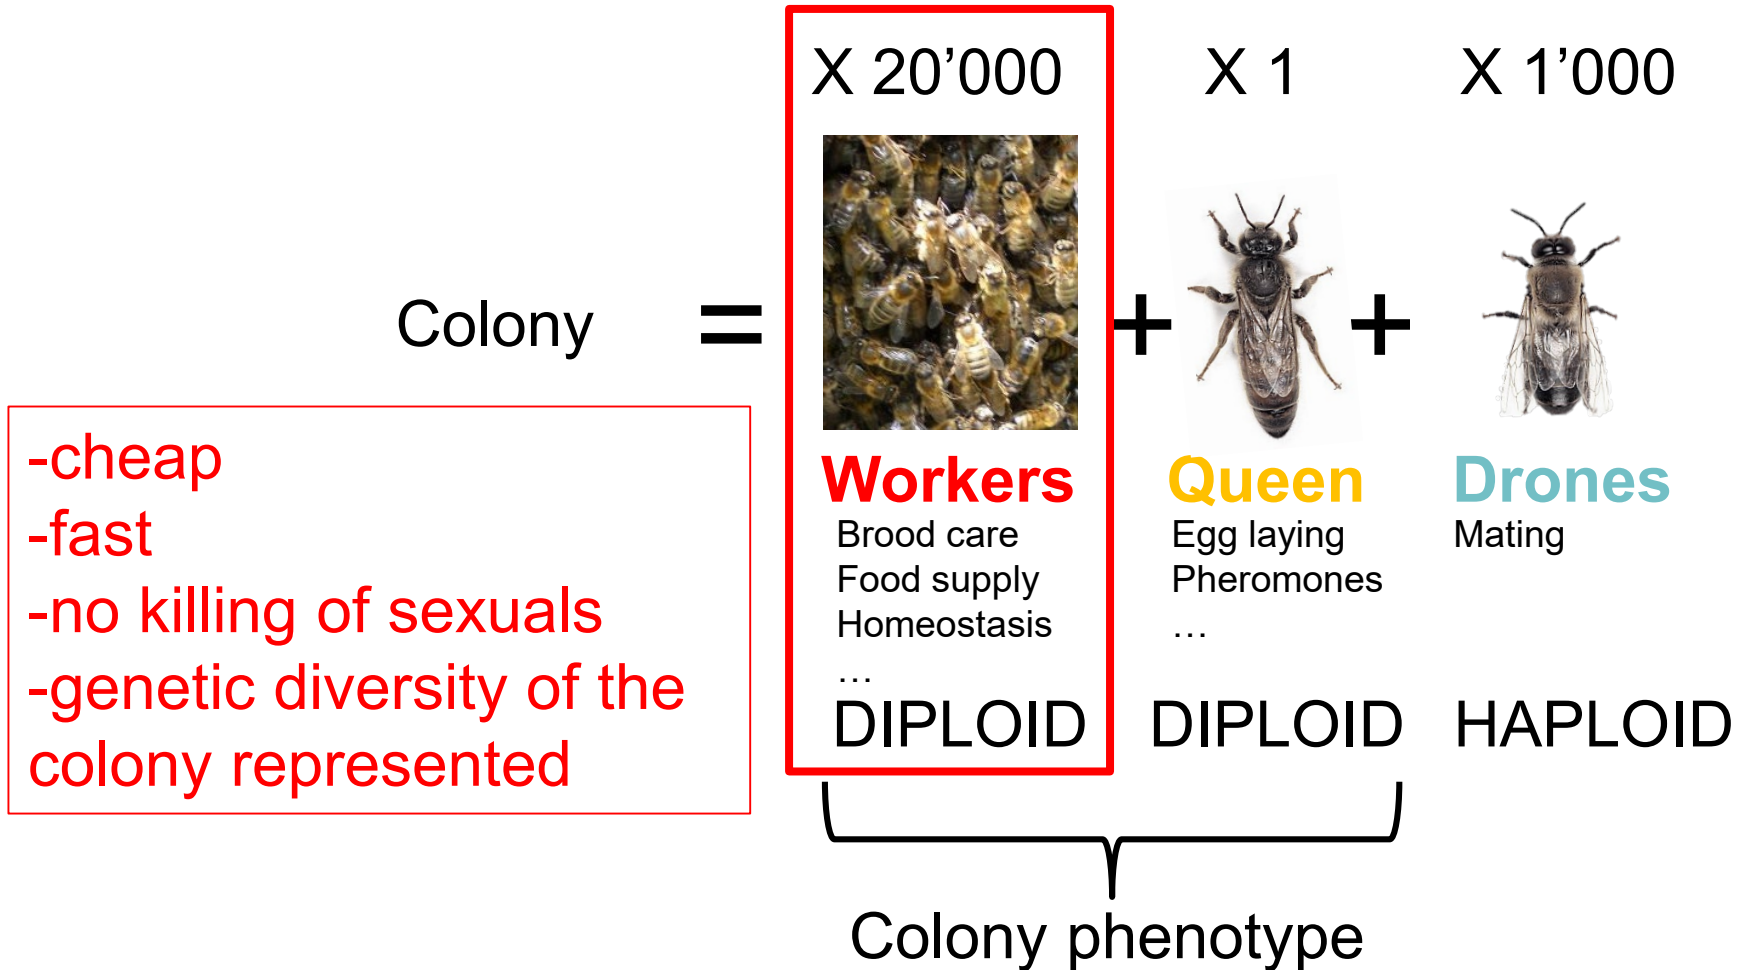 X 20’000
X 1
X 1’000
Colony
=
+
+
Workers
Brood care
Food supply
Homeostasis
…
DIPLOID
Queen
Egg laying
Pheromones
…
DIPLOID
Drones
Mating
HAPLOID
-cheap
-fast
-no killing of sexuals
-genetic diversity of the
colony represented
Colony phenotype